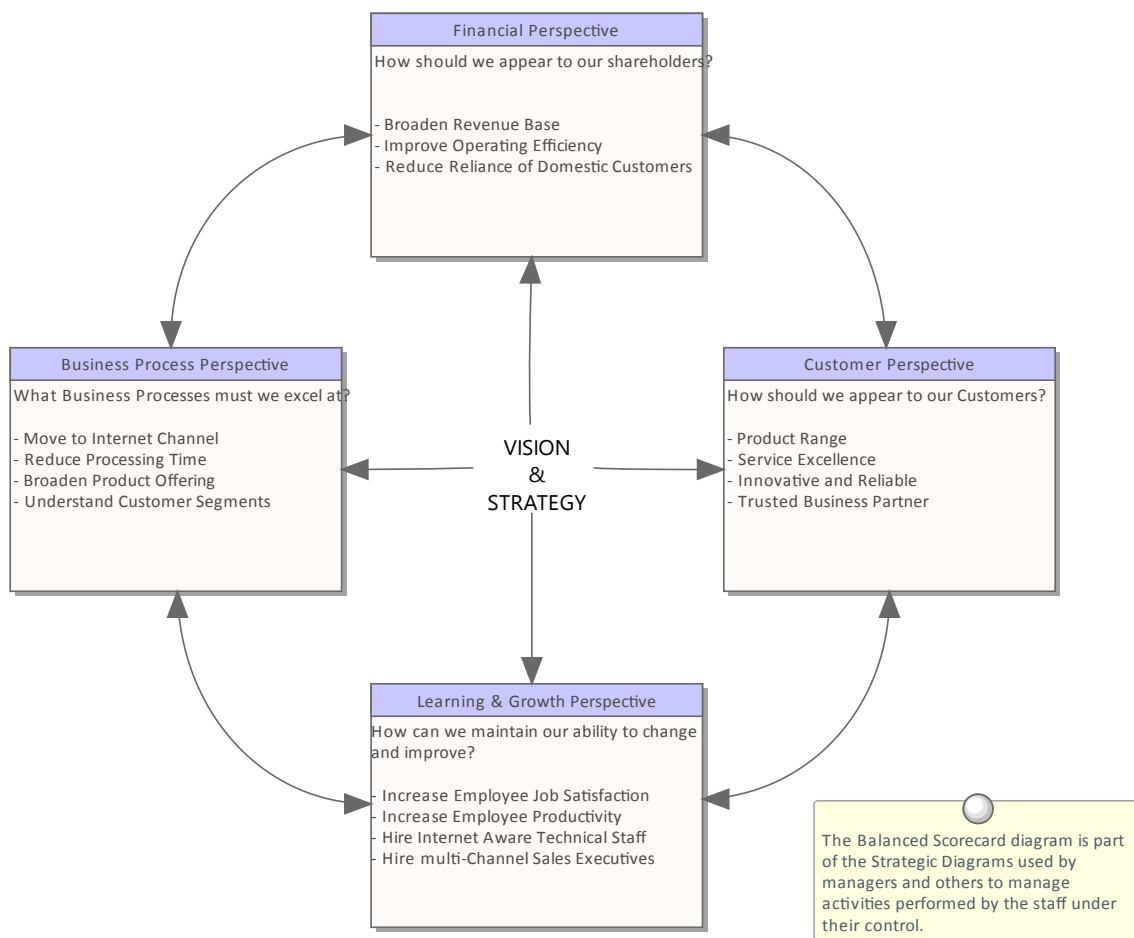 Financial Perspective
How should we appear to our shareholders?
- Broaden Revenue Base
- Improve Operating Efficiency
- Reduce Reliance of Domestic Customers
Business Process Perspective
What Business Processes must we excel at?
- Move to Internet Channel
- Reduce Processing Time
- Broaden Product Offering
- Understand Customer Segments
VISION
&
STRATEGY
Customer Perspective
How should we appear to our Customers?
- Product Range
- Service Excellence
- Innovative and Reliable
- Trusted Business Partner
Learning & Growth Perspective
How can we maintain our ability to change
and improve?
- Increase Employee Job Satisfaction
- Increase Employee Productivity
- Hire Internet Aware Technical Staff
- Hire multi-Channel Sales Executives
The Balanced Scorecard diagram is part
of the Strategic Diagrams used by
managers and others to manage
activities performed by the staff under
their control.